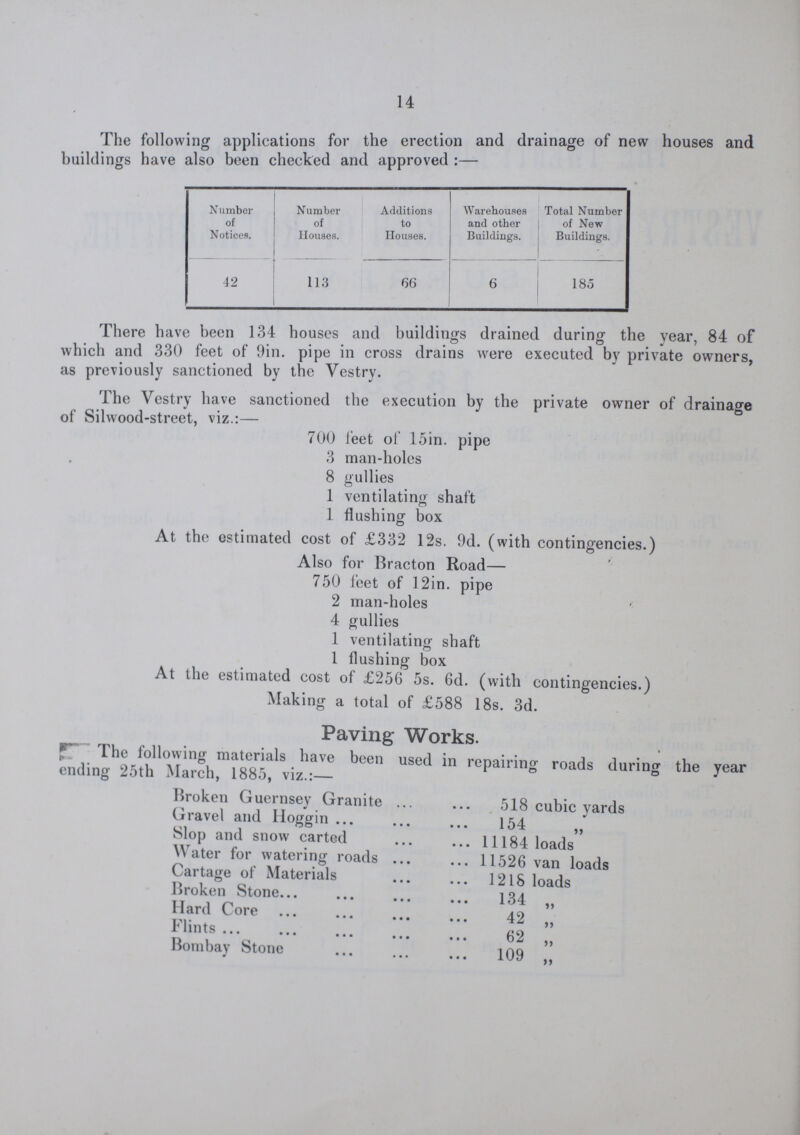 14
The following applications for the erection and drainage of new houses and
buildings have also been checked and approved :—
Number of Notices. | Number of Houses. | Additions to Houses. | Warehouses and other Buildings. | Total Number of New Buildings.
42 | 113 | 66 | 6 | 185
There have been 134 houses and buildings drained during the year, 84 of
which and 330 feet of 9in. pipe in cross drains were executed by private owners,
as previously sanctioned by the Vestry.
The Vestry have sanctioned the execution by the private owner of drainage
of Silwood-street, viz.:—
700 feet of 15in. pipe
3 man-holes
8 gullies
1 ventilating shaft
1 flushing box
At the estimated cost of £332 12s. 9d. (with contingencies.)
Also for Bracton Road—
750 feet of 12in. pipe
2 man-holes
4 gullies
1 ventilating shaft
1 flushing box
At the estimated cost of £256 5s. 6d. (with contingencies.)
Making a total of £588 18s. 3d.
Paving Works.
The following materials have been used in repairing roads during the year
ending 25th March, 1885, viz.:—
Broken Guernsey Granite ... ... 518 cubic yards
Gravel and Hoggin ... ... ... 154 „
Slop and snow carted ... ... 11184 loads
Water for watering roads ... ... 11526 van loads
Cartage of Materials ... ... 1218 loads
Broken Stone... ... ... ... 134 „
Hard Core ... ... ... ... 42 „
Flints ... ... ... ... ... 62 „
Bombay Stone ... ... ... 109 „